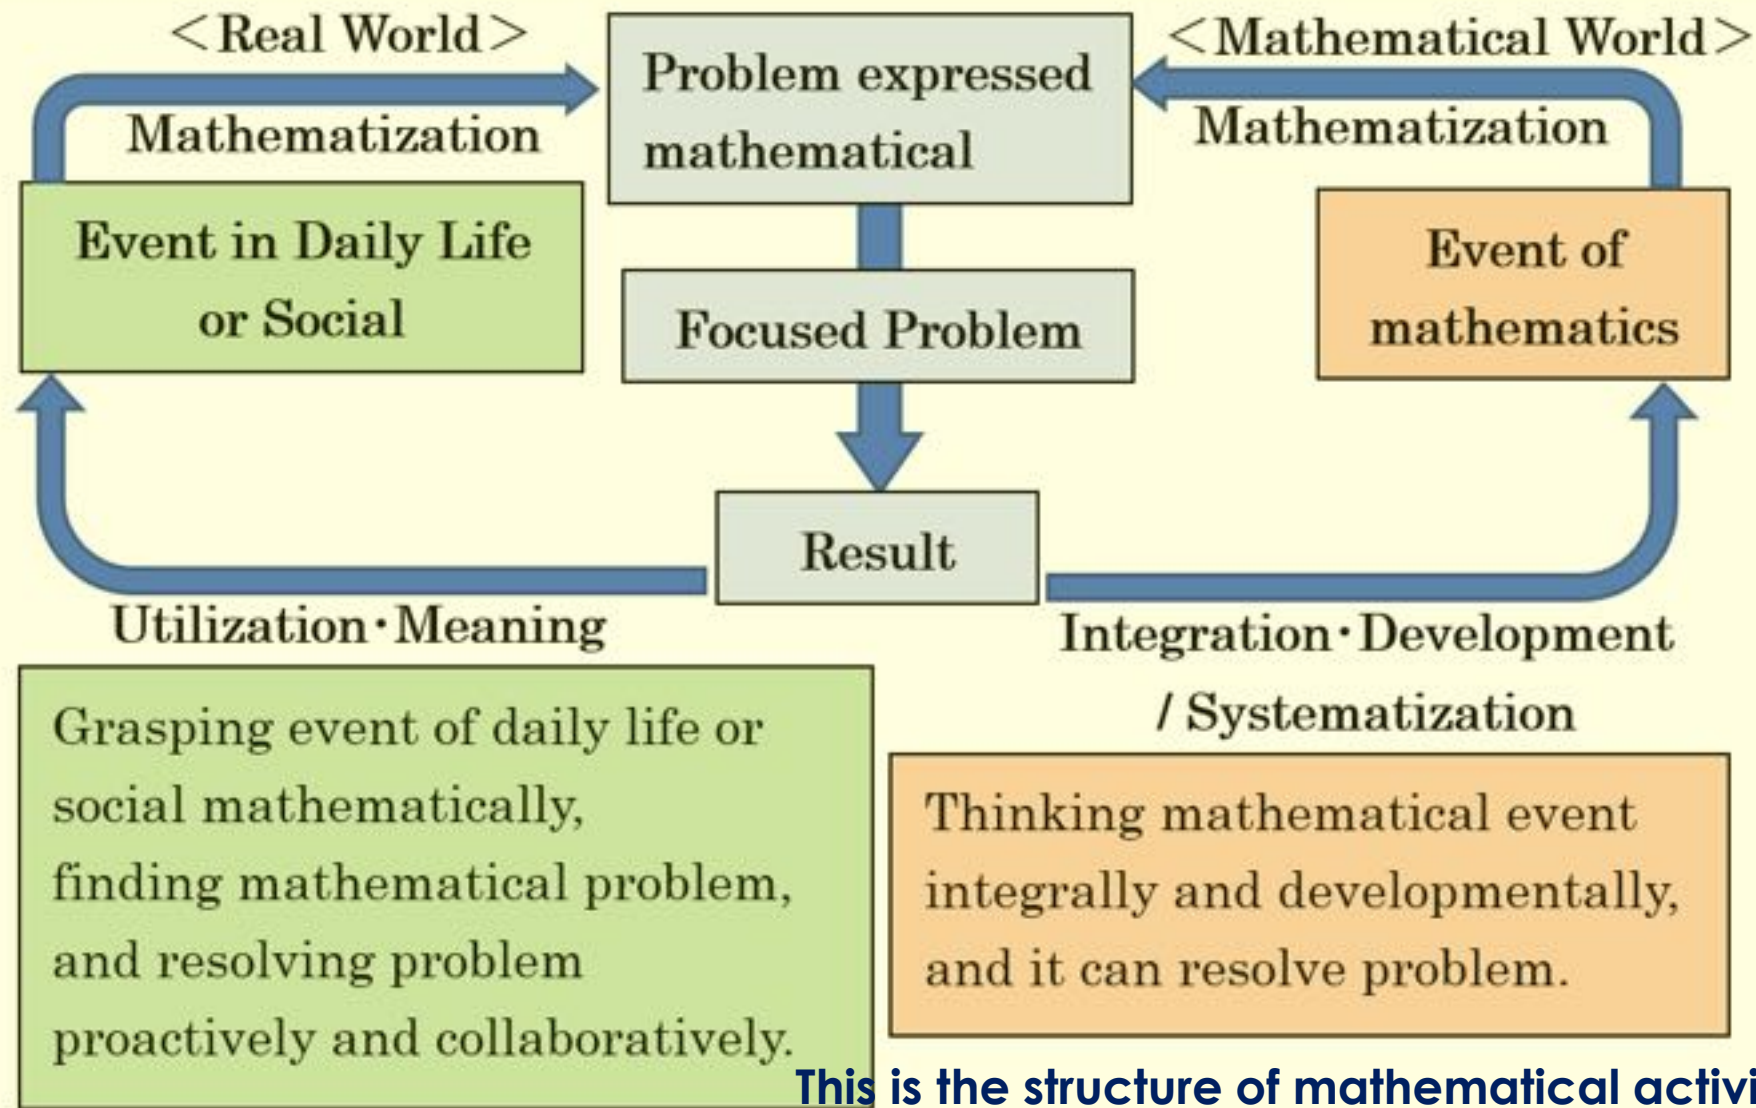 <Real World>
Mathematization
Problem expressed
mathematical
<Mathematical World>
Mathematization
Event in Daily Life
or Social
Focused Problem
Event of
mathematics
Result
Utilization・Meaning
Integration・Development
/ Systematization
Grasping event of daily life or
social mathematically,
finding mathematical problem,
and resolving problem
proactively and collaboratively.
Thinking mathematical event
integrally and developmentally,
and it can resolve problem.
This is the structure of mathematical activi